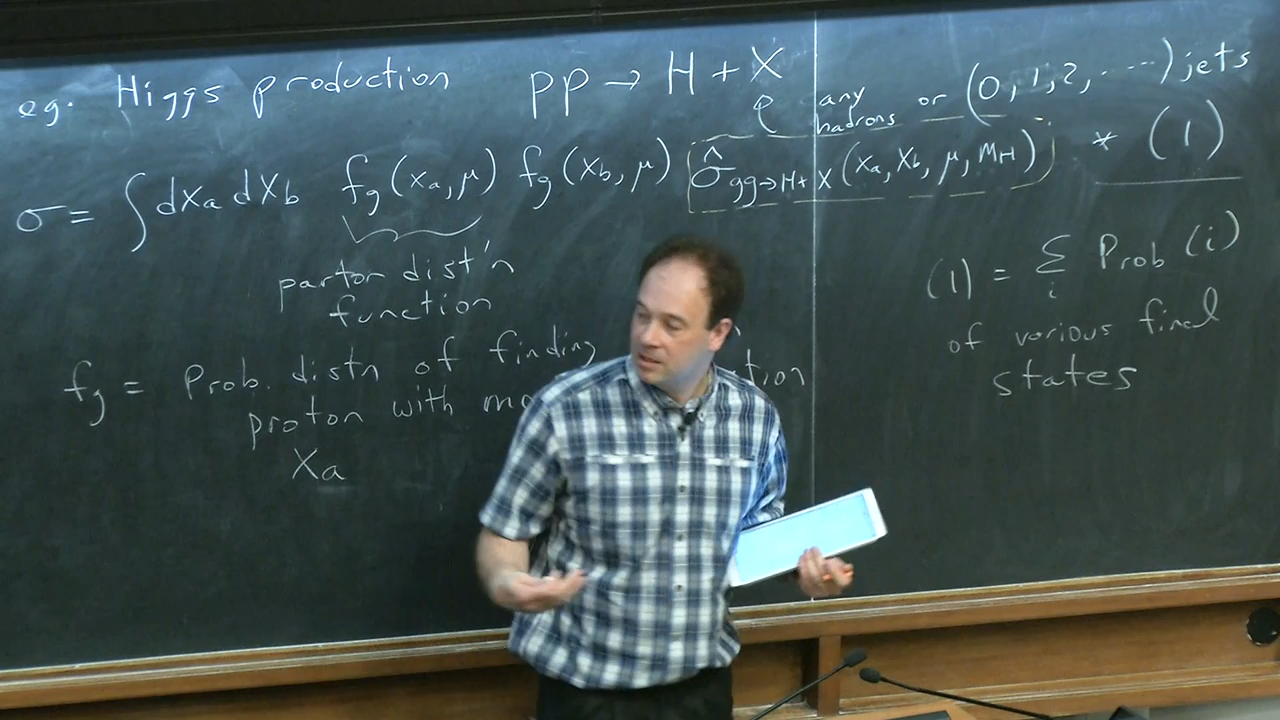 eg. Higgs production pp → H + X
any hadrons or (0, 1, 2, ....) jets
σ = ∫ dxa dxb fg(xa, μ) fg(xb, μ) σ̂gg→H+X(xa, xb, μ, mH) * (1)
parton dist'n
function
(1) = Σi Prob(i)
of various final
states
fg = Prob. distn of finding
proton with
xa